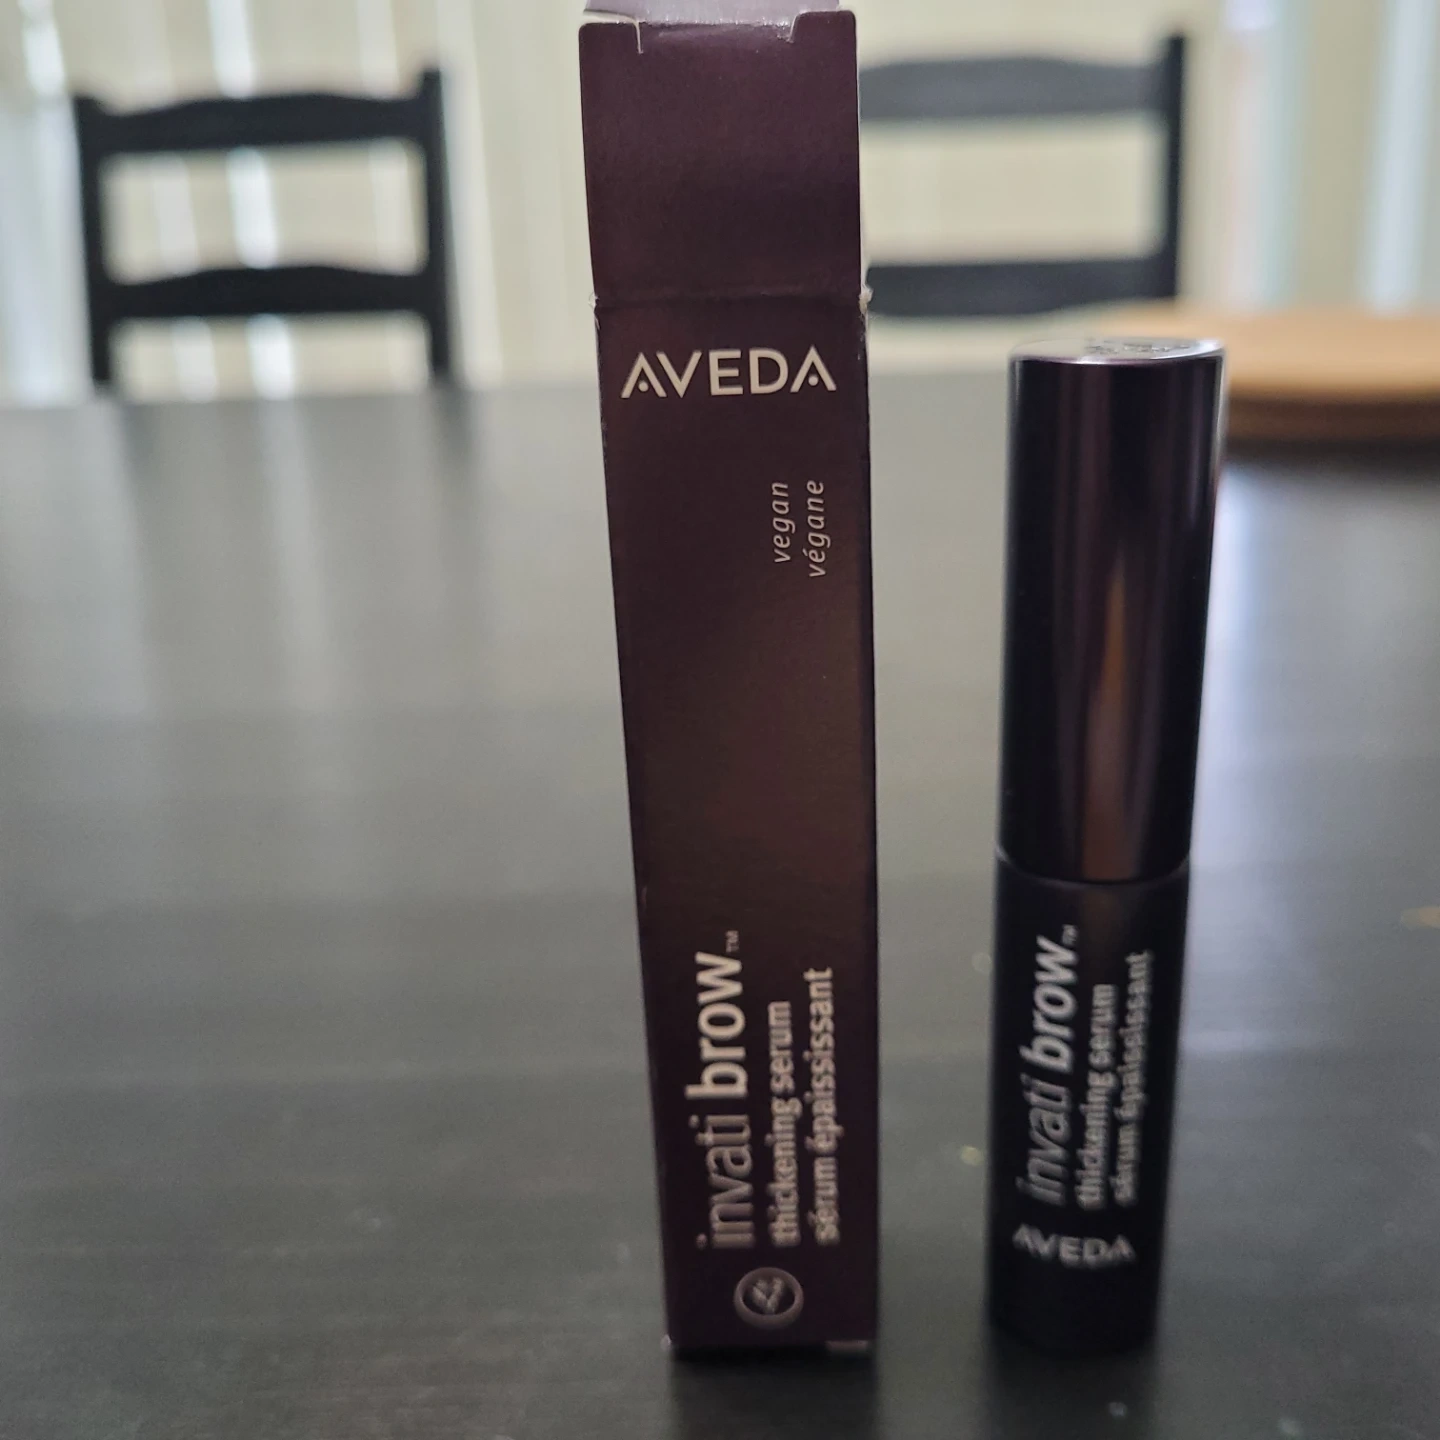 AVEDA
vegan
végane
invati brow™
thickening serum
sérum épaississant
invati brow™
thickening serum
sérum épaississant
AVEDA